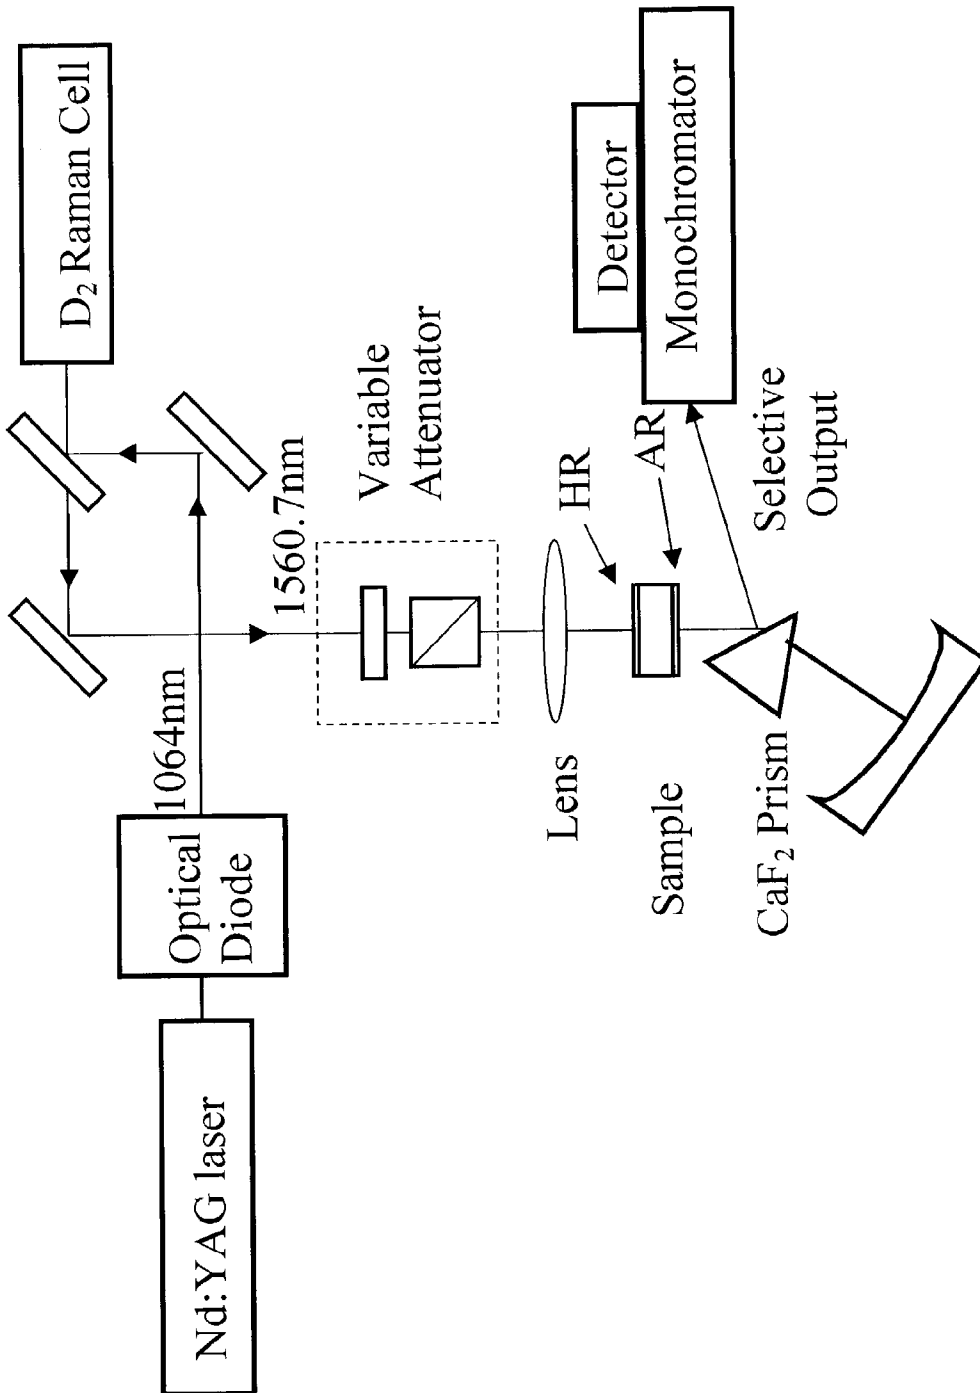 Nd:YAG laser
Optical
Diode
1064nm
D₂ Raman Cell
1560.7nm
Variable
Attenuator
Lens
HR
Sample
AR
CaF₂ Prism
Selective
Output
Detector
Monochromator